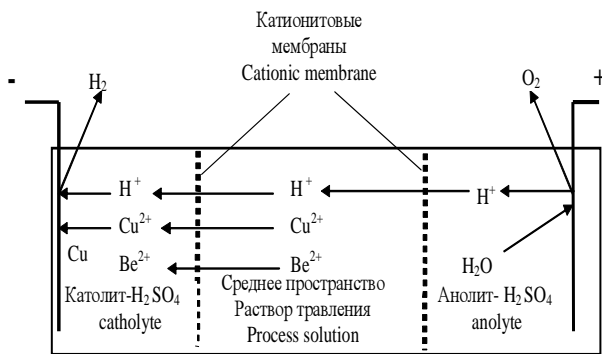 Катионитовые
мембраны
Cationic membrane
-
H₂
O₂
+
H⁺
H⁺
H⁺
Cu²⁺
Cu²⁺
Cu
Be²⁺
Be²⁺
H₂O
Католит-H₂SO₄
catholyte
Среднее пространство
Раствор травления
Process solution
Анолит- H₂SO₄
anolyte